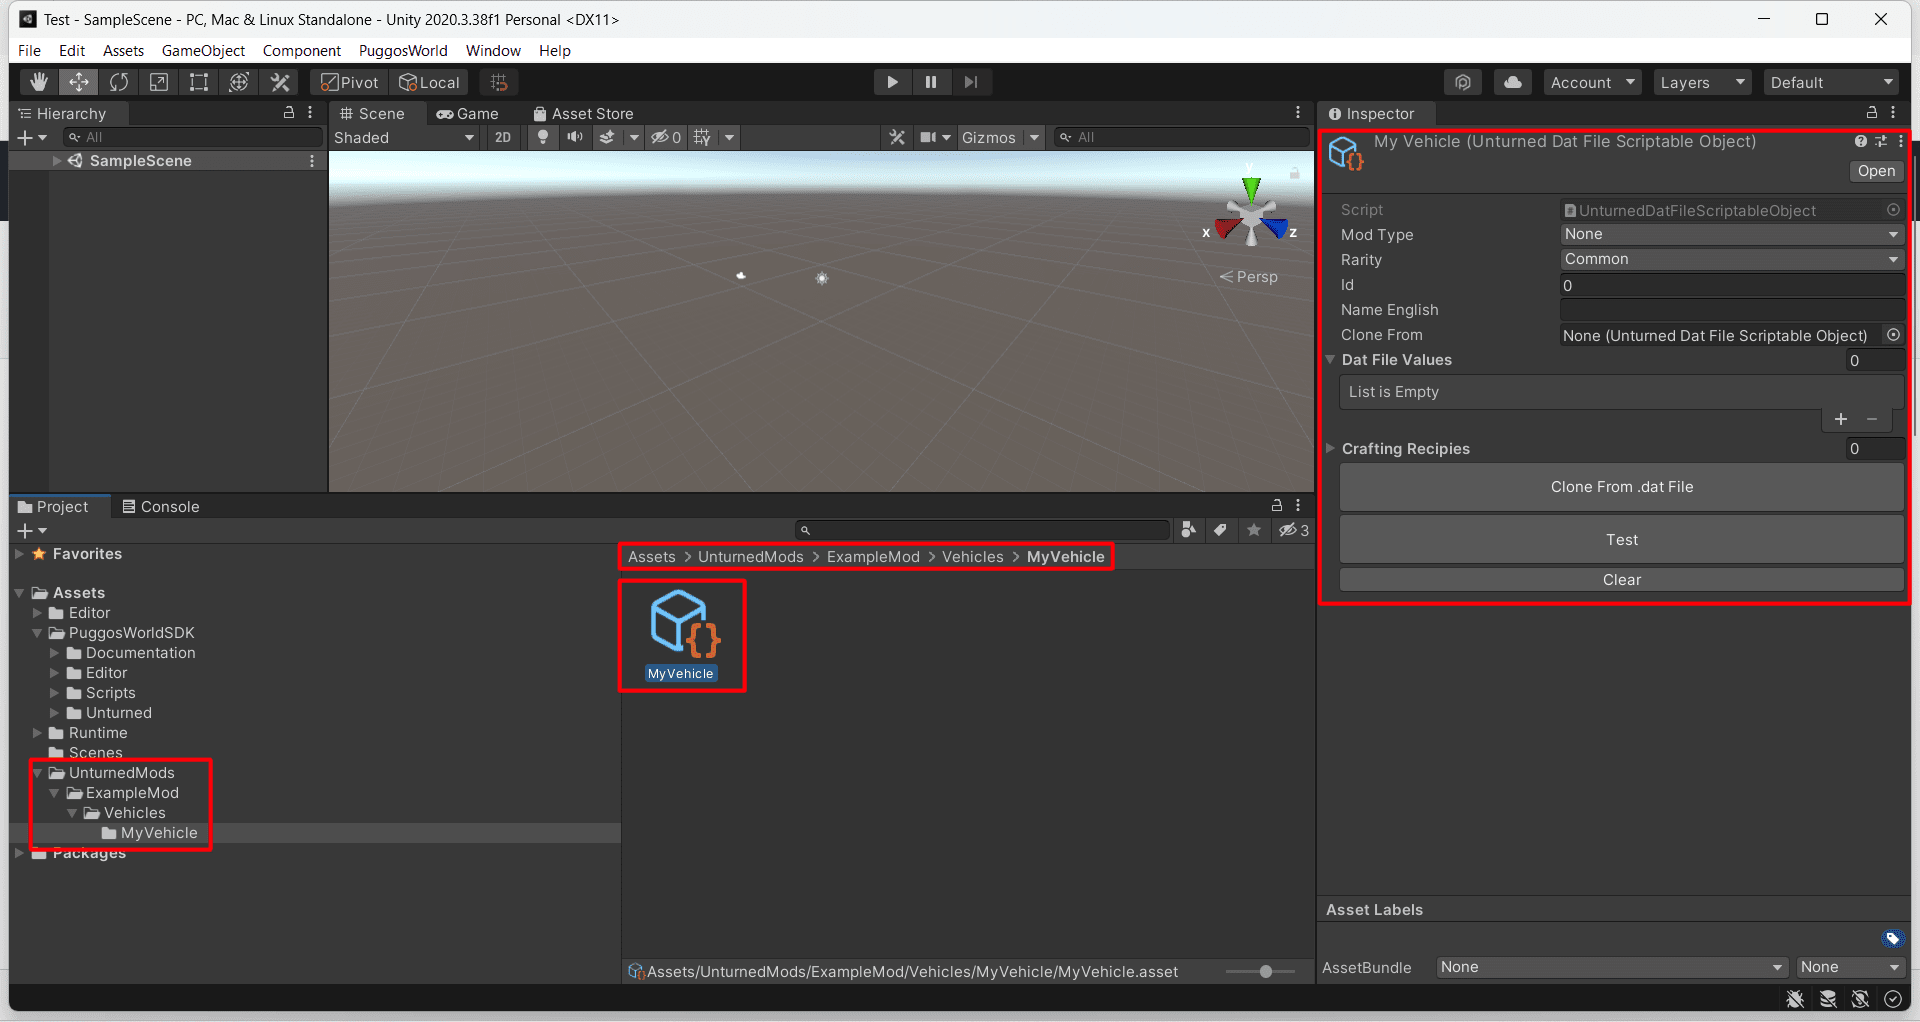 Test - SampleScene - PC, Mac & Linux Standalone - Unity 2020.3.38f1 Personal <DX11>
File Edit Assets GameObject Component PuggosWorld Window Help
Pivot Local Account Layers Default
Hierarchy
All
SampleScene
Scene Game Asset Store
Shaded 2D 0 Gizmos All
y
x z
Persp
Inspector
My Vehicle (Unturned Dat File Scriptable Object)
Open
Script UnturnedDatFileScriptableObject
Mod Type None
Rarity Common
Id 0
Name English
Clone From None (Unturned Dat File Scriptable Object)
Dat File Values 0
List is Empty
+ −
Crafting Recipies 0
Clone From .dat File
Test
Clear
Project Console
3
Favorites
Assets
Editor
PuggosWorldSDK
Documentation
Editor
Scripts
Unturned
Runtime
Scenes
UnturnedMods
ExampleMod
Vehicles
MyVehicle
Packages
Assets > UnturnedMods > ExampleMod > Vehicles > MyVehicle
MyVehicle
Assets/UnturnedMods/ExampleMod/Vehicles/MyVehicle/MyVehicle.asset
Asset Labels
AssetBundle None None